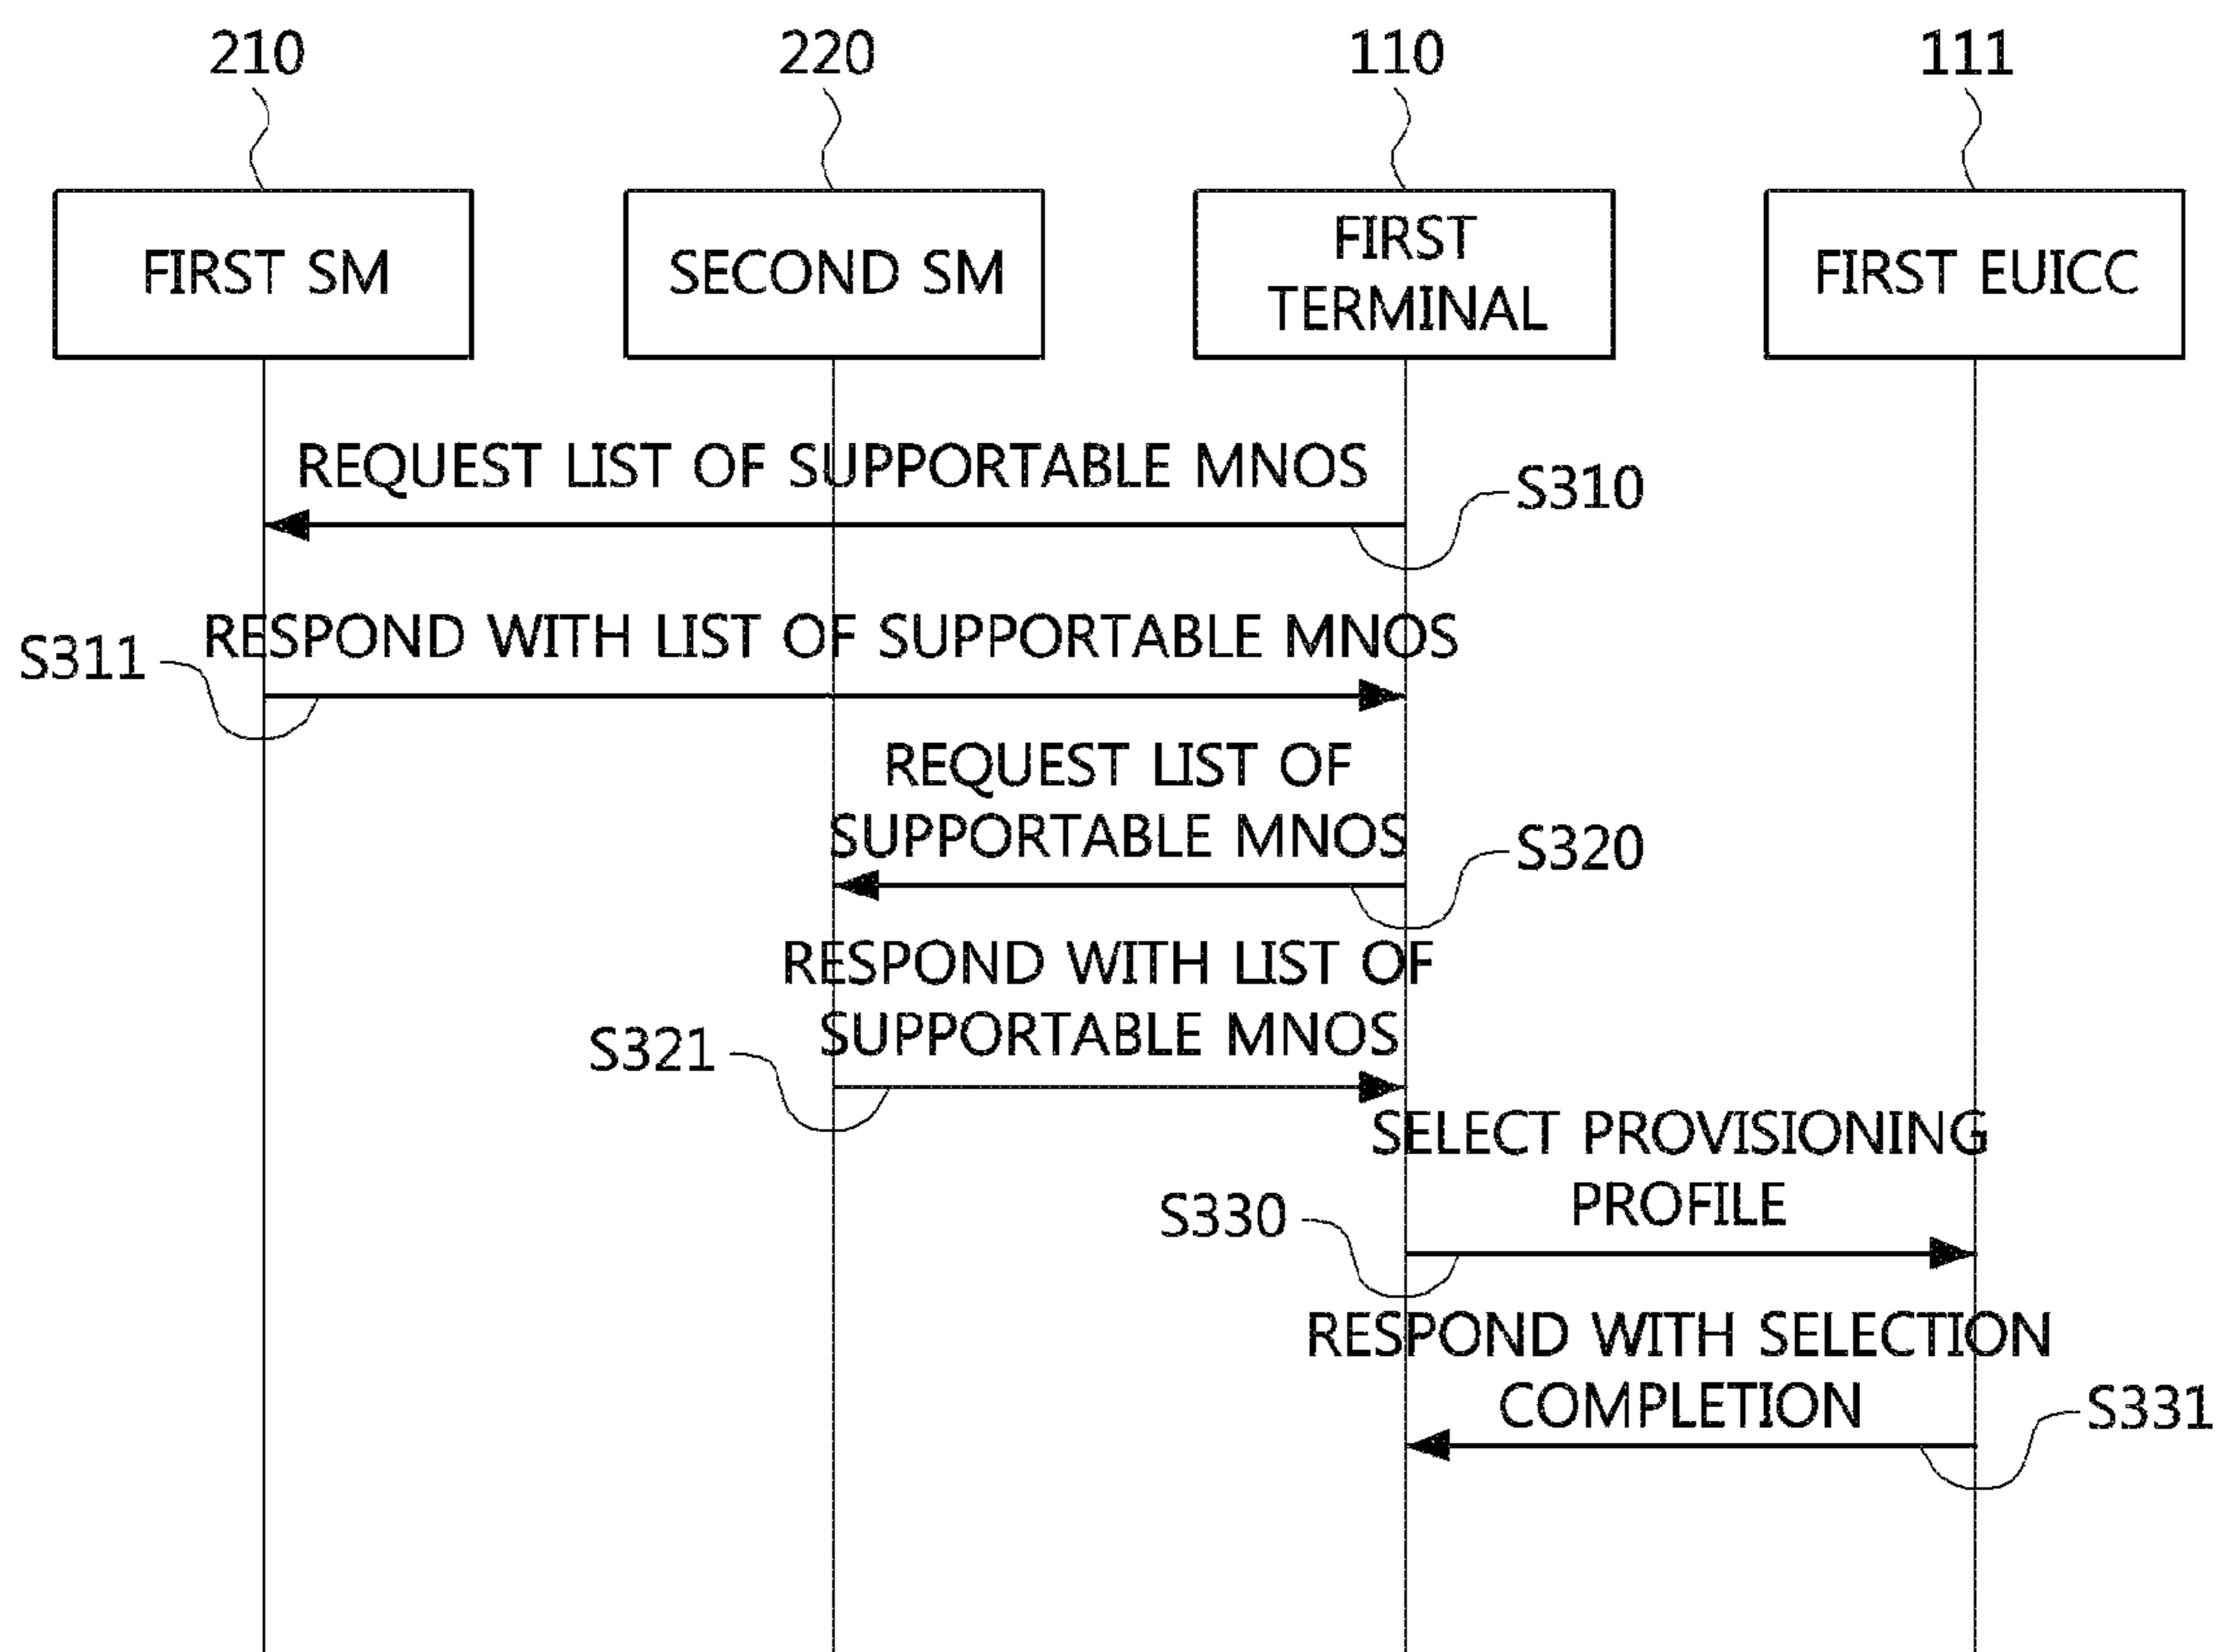 210
220
110
111
FIRST SM
SECOND SM
FIRST
TERMINAL
FIRST EUICC
REQUEST LIST OF SUPPORTABLE MNOS
S310
RESPOND WITH LIST OF SUPPORTABLE MNOS
S311
REQUEST LIST OF
SUPPORTABLE MNOS
S320
RESPOND WITH LIST OF
SUPPORTABLE MNOS
S321
SELECT PROVISIONING
PROFILE
S330
RESPOND WITH SELECTION
COMPLETION
S331